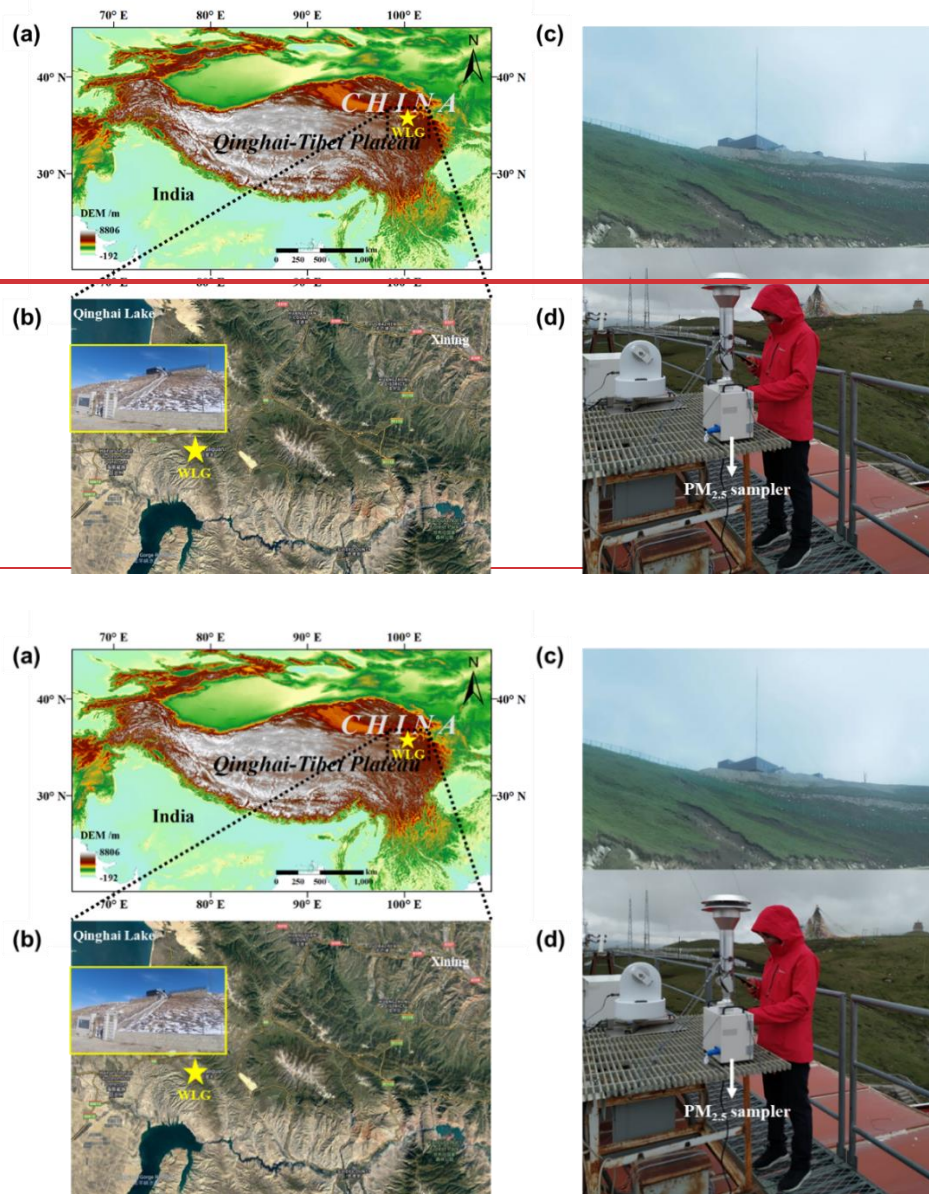 70° E 80° E 90° E 100° E
(a)
(c)
N
40° N
40° N
CHINA
WLG
Qinghai-Tibet Plateau
30° N
30° N
India
DEM /m
8806
-192
km
0 250 500 1,000
70° E 80° E 90° E 100° E
(b)
(d)
Qinghai Lake
Xining
WLG
PM2.5 sampler
70° E 80° E 90° E 100° E
(a)
(c)
N
40° N
40° N
CHINA
WLG
Qinghai-Tibet Plateau
30° N
30° N
India
DEM /m
8806
-192
km
0 250 500 1,000
70° E 80° E 90° E 100° E
(b)
(d)
Qinghai Lake
Xining
WLG
PM2.5 sampler